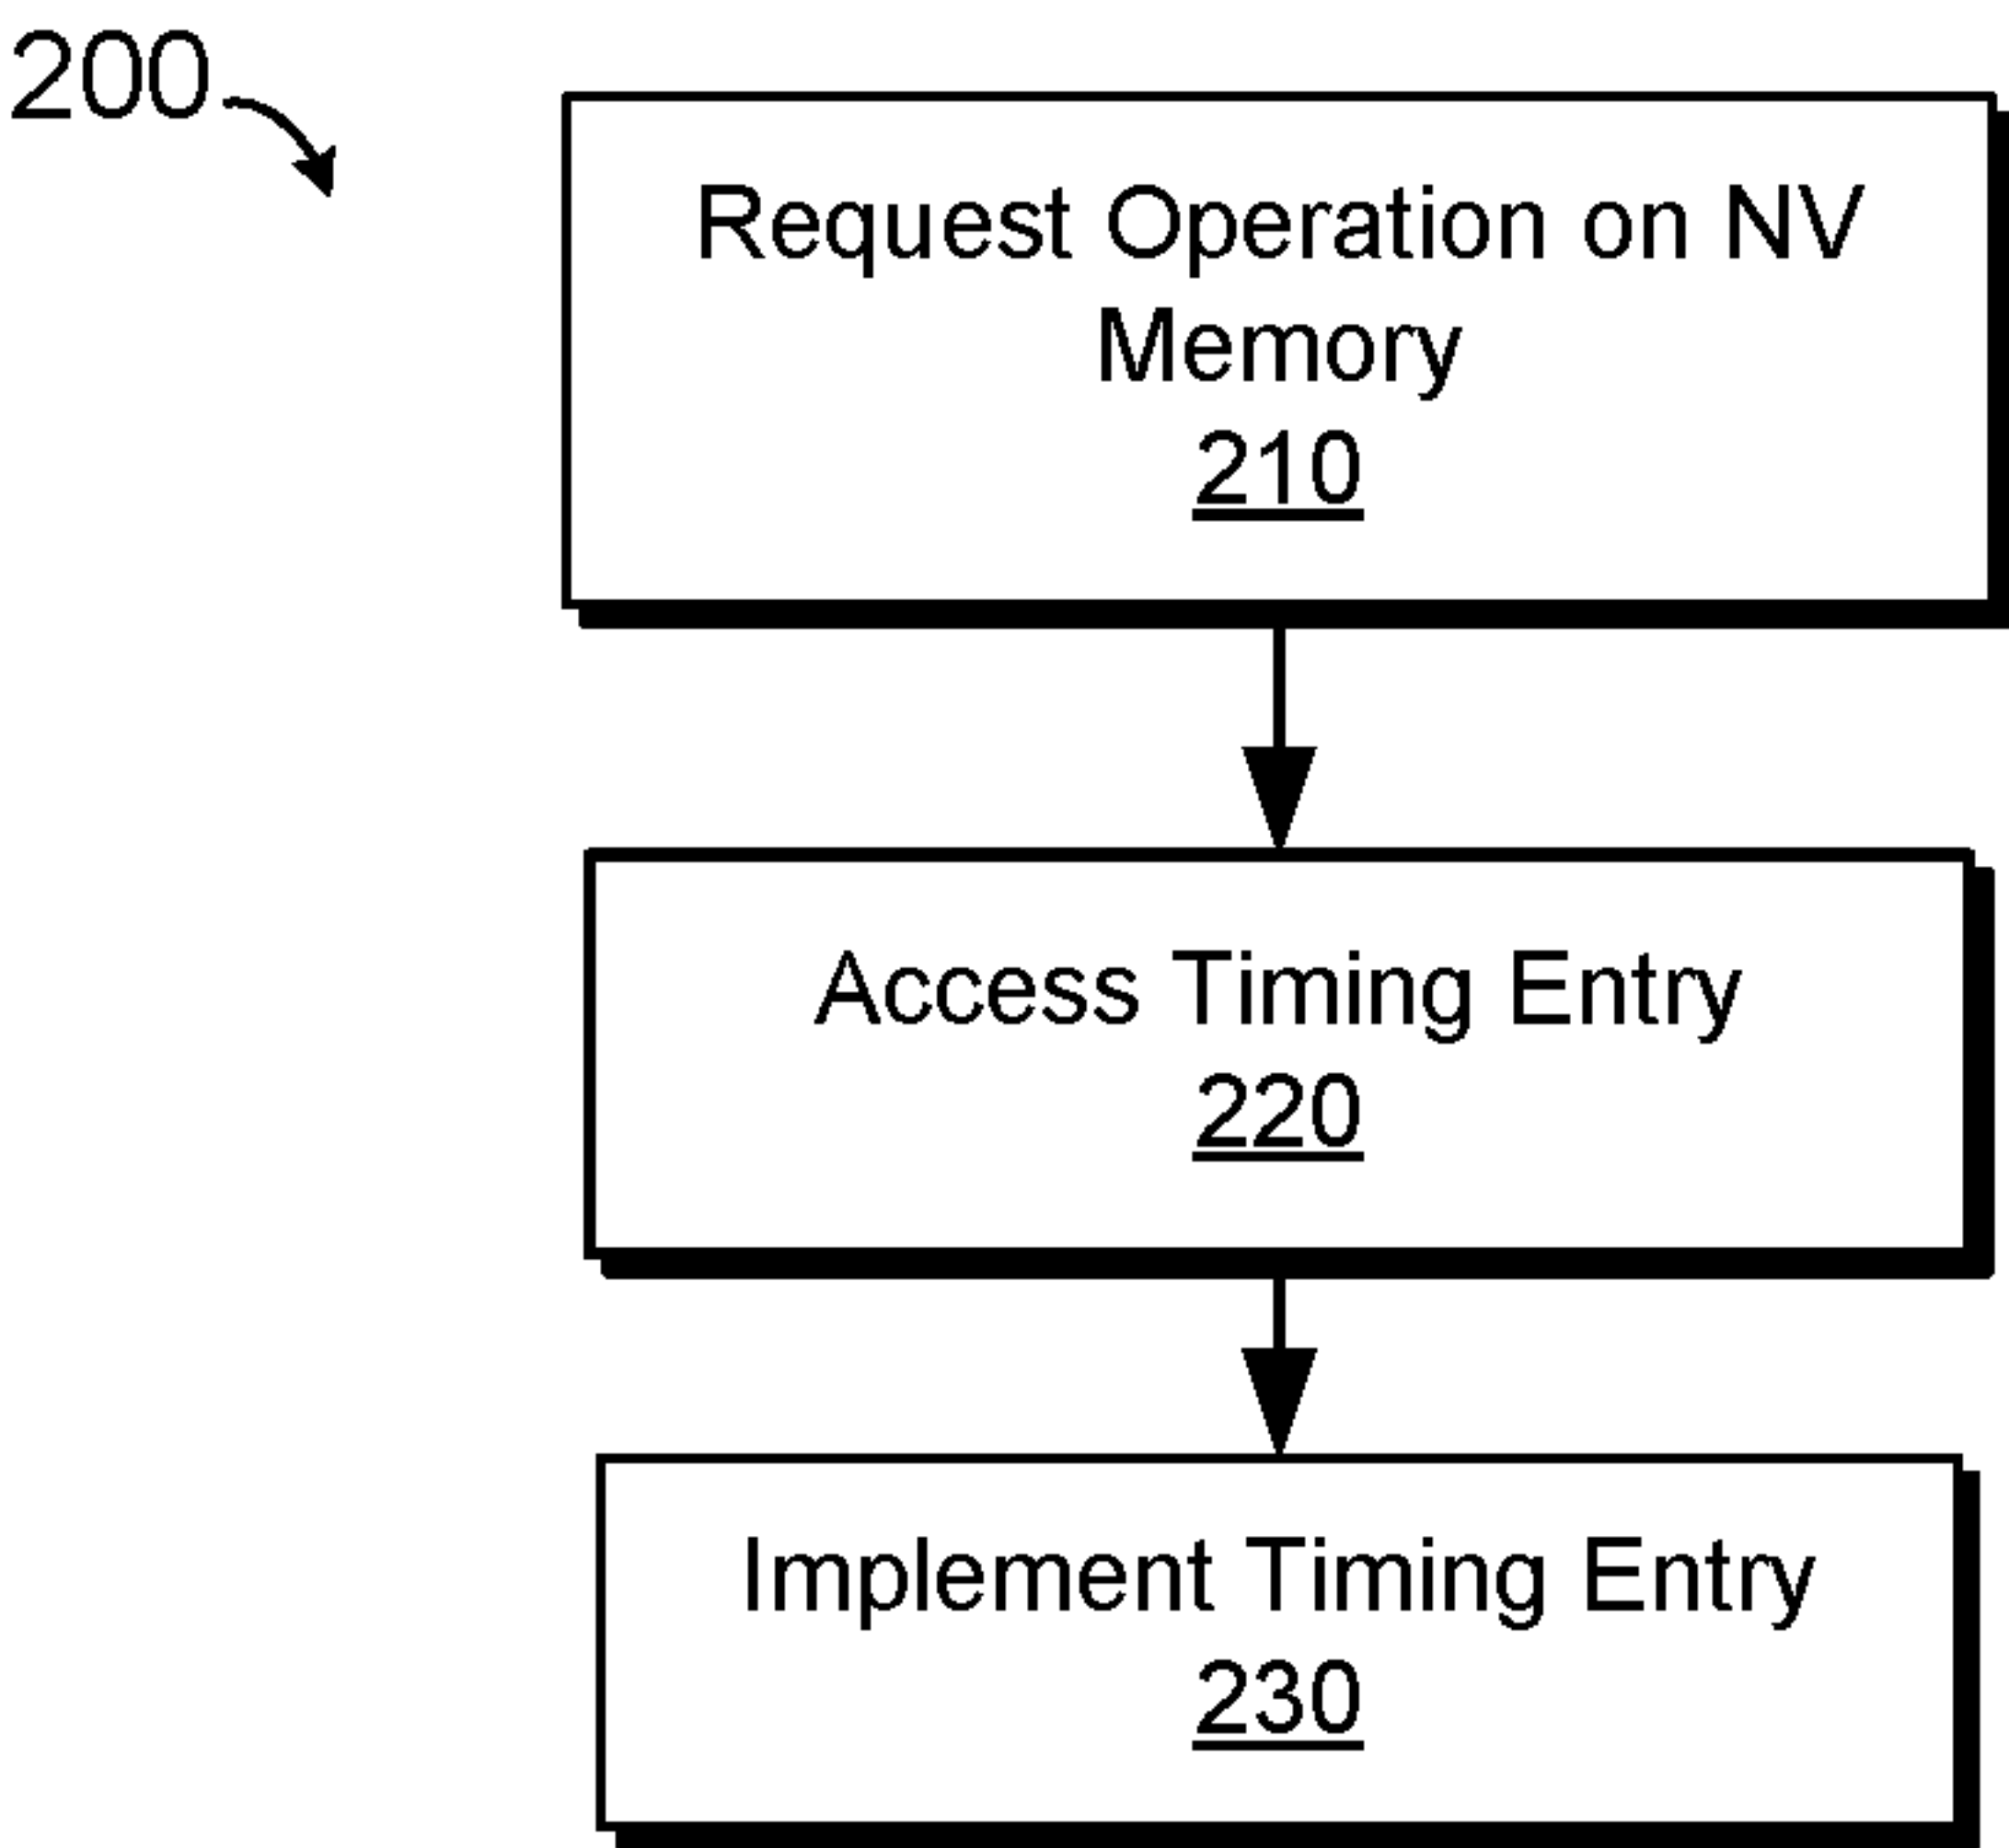 200
Request Operation on NV
Memory
210
Access Timing Entry
220
Implement Timing Entry
230